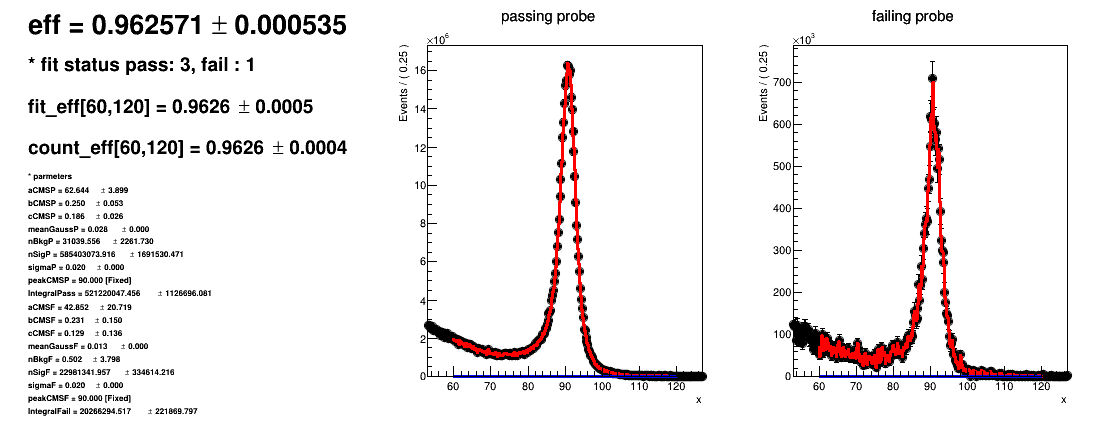 eff = 0.962571 ± 0.000535
* fit status pass: 3, fail : 1
fit_eff[60,120] = 0.9626 ± 0.0005
count_eff[60,120] = 0.9626 ± 0.0004
* parmeters
aCMSP = 62.644 ± 3.899
bCMSP = 0.250 ± 0.053
cCMSP = 0.186 ± 0.026
meanGaussP = 0.028 ± 0.000
nBkgP = 31039.556 ± 2261.730
nSigP = 585403073.916 ± 1691530.471
sigmaP = 0.020 ± 0.000
peakCMSP = 90.000 [Fixed]
IntegralPass = 521220047.456 ± 1126696.081
aCMSF = 42.852 ± 20.719
bCMSF = 0.231 ± 0.150
cCMSF = 0.129 ± 0.136
meanGaussF = 0.013 ± 0.000
nBkgF = 0.502 ± 3.798
nSigF = 22981341.957 ± 334614.216
sigmaF = 0.020 ± 0.000
peakCMSF = 90.000 [Fixed]
IntegralFail = 20266294.517 ± 221869.797
passing probe
×10⁶
Events / ( 0.25 )
16
14
12
10
8
6
4
2
0
60 70 80 90 100 110 120
x
failing probe
×10³
Events / ( 0.25 )
700
600
500
400
300
200
100
0
60 70 80 90 100 110 120
x